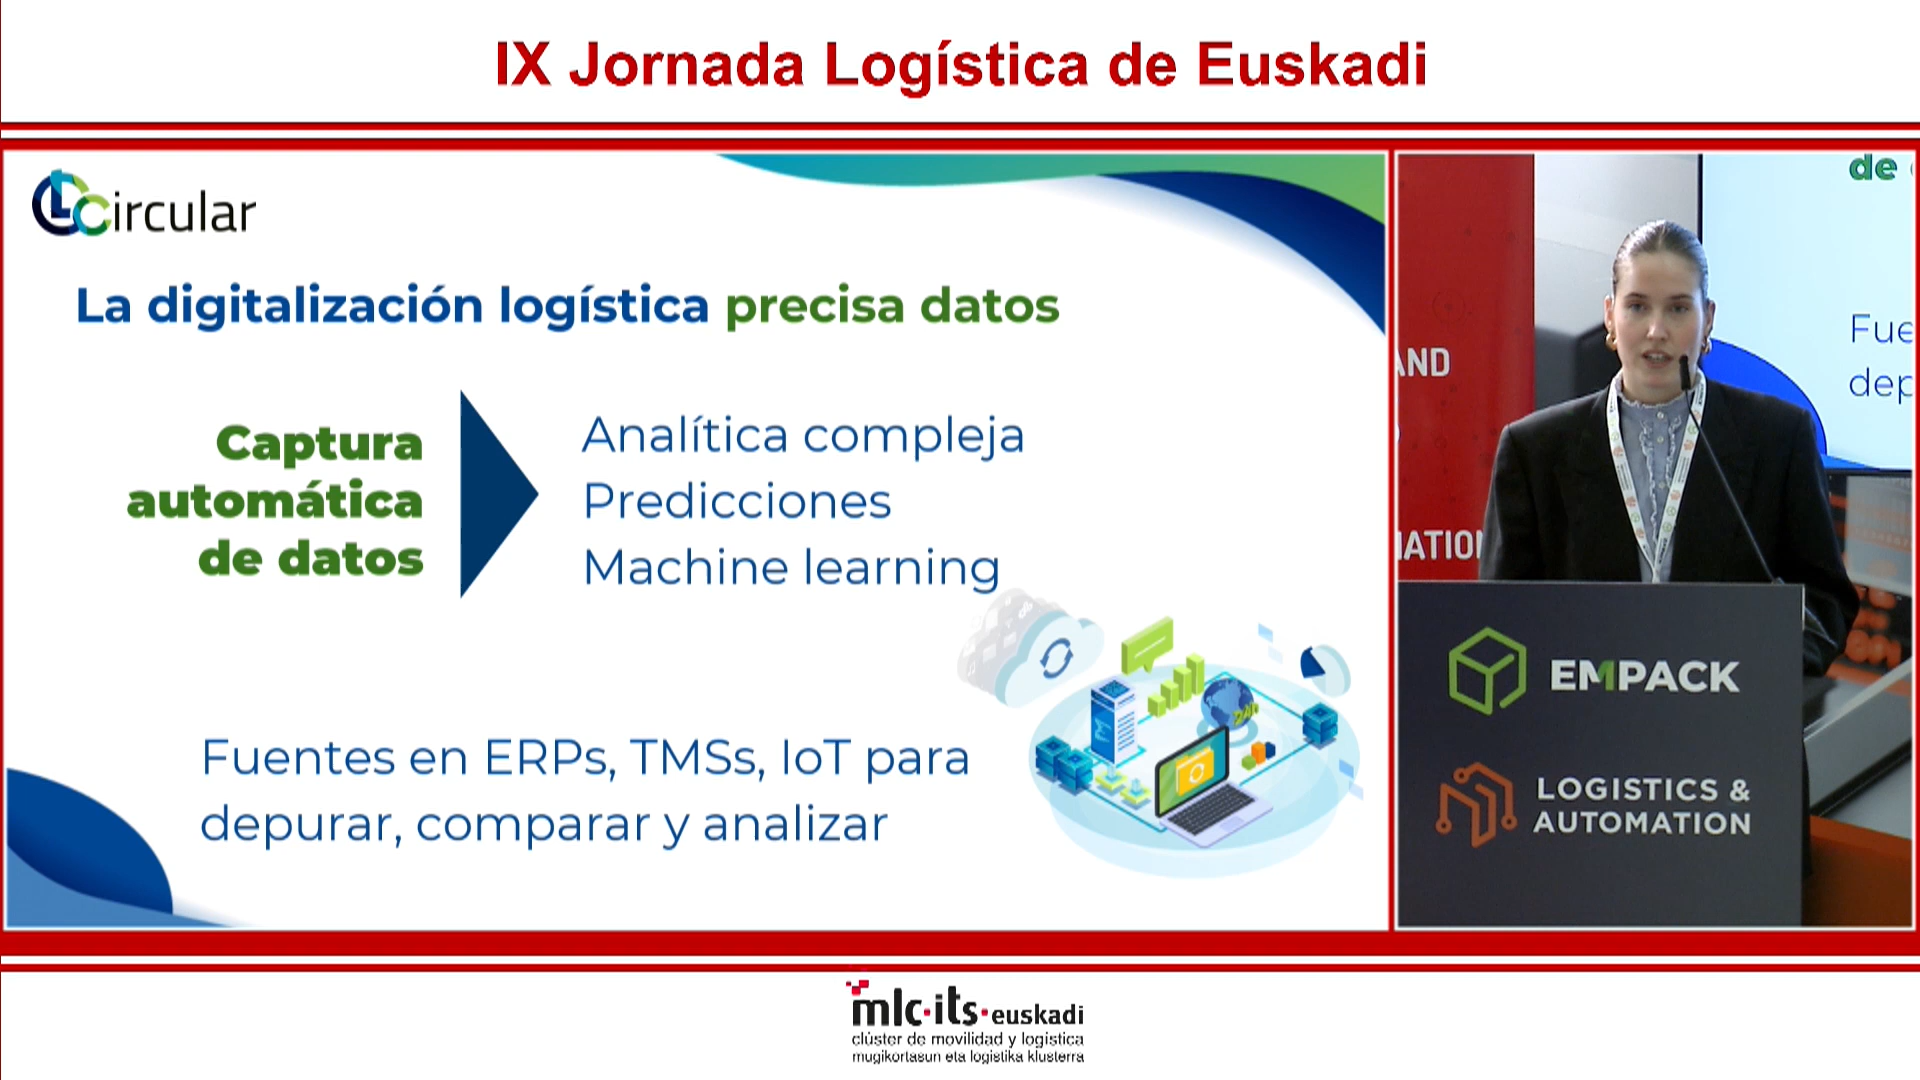 IX Jornada Logística de Euskadi
Circular
La digitalización logística precisa datos
Captura
automática
de datos
Analítica compleja
Predicciones
Machine learning
Fuentes en ERPs, TMSs, IoT para
depurar, comparar y analizar
de
Fue
dep
AND
MATION
EMPACK
LOGISTICS &
AUTOMATION
mlc·its·euskadi
clúster de movilidad y logística
mugikortasun eta logistika klusterra